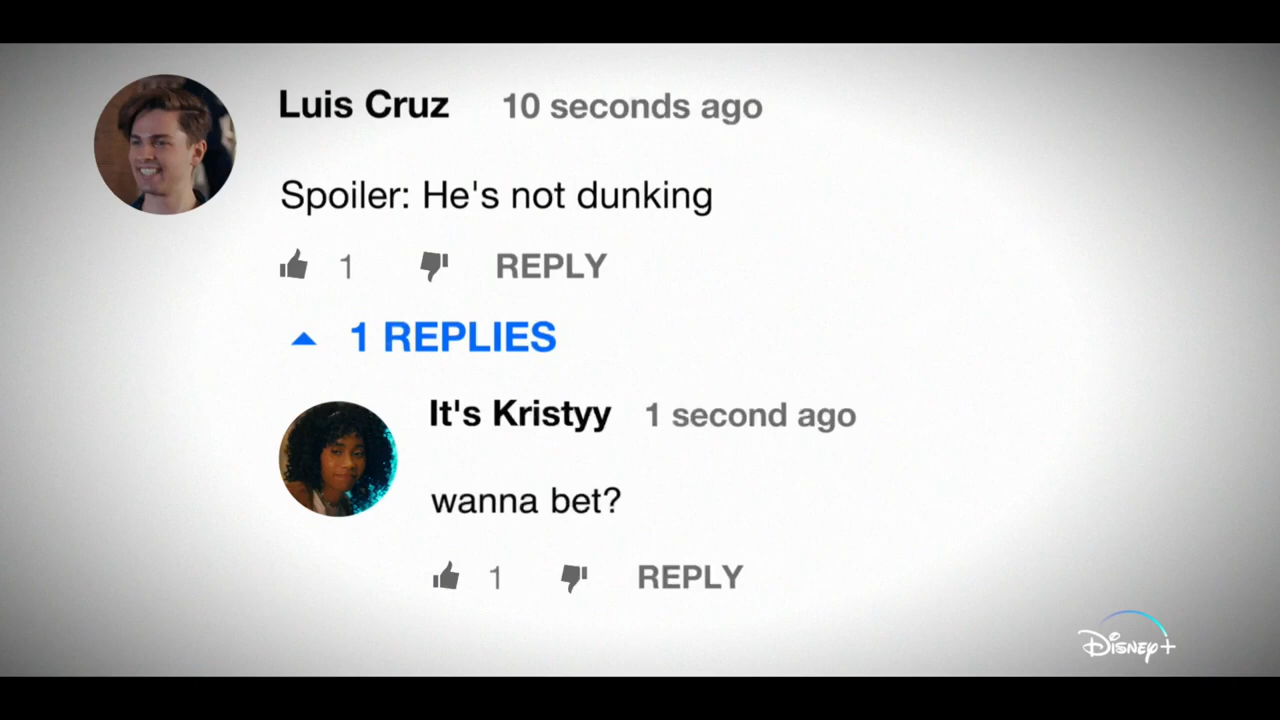 Luis Cruz 10 seconds ago
Spoiler: He's not dunking
1 REPLY
1 REPLIES
It's Kristyy 1 second ago
wanna bet?
1 REPLY
Disney+